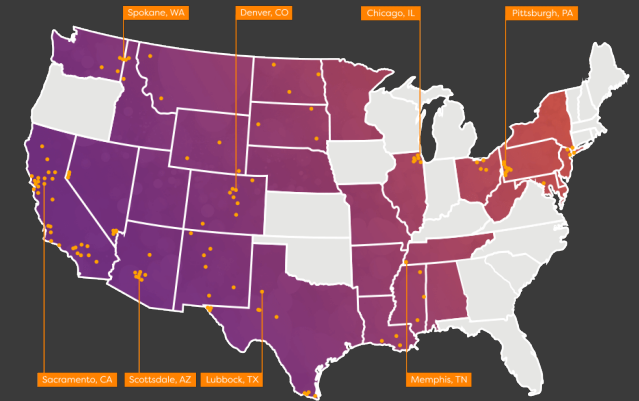 Spokane, WA
Denver, CO
Chicago, IL
Pittsburgh, PA
Sacramento, CA
Scottsdale, AZ
Lubbock, TX
Memphis, TN